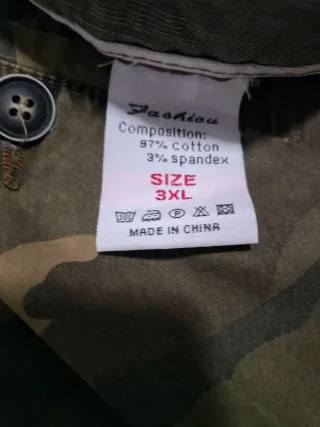 Fashiou
Composition:
97% cotton
3% spandex
SIZE
3XL
MADE IN CHINA